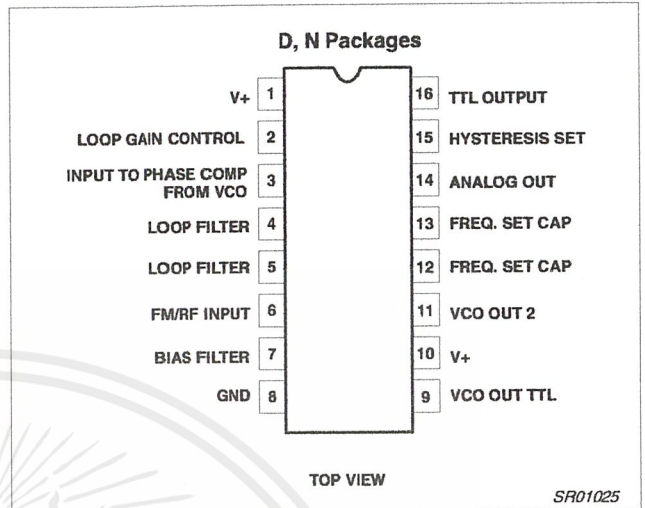 D, N Packages
V+ 1
LOOP GAIN CONTROL 2
INPUT TO PHASE COMP
FROM VCO 3
LOOP FILTER 4
LOOP FILTER 5
FM/RF INPUT 6
BIAS FILTER 7
GND 8
16 TTL OUTPUT
15 HYSTERESIS SET
14 ANALOG OUT
13 FREQ. SET CAP
12 FREQ. SET CAP
11 VCO OUT 2
10 V+
9 VCO OUT TTL
TOP VIEW
SR01025